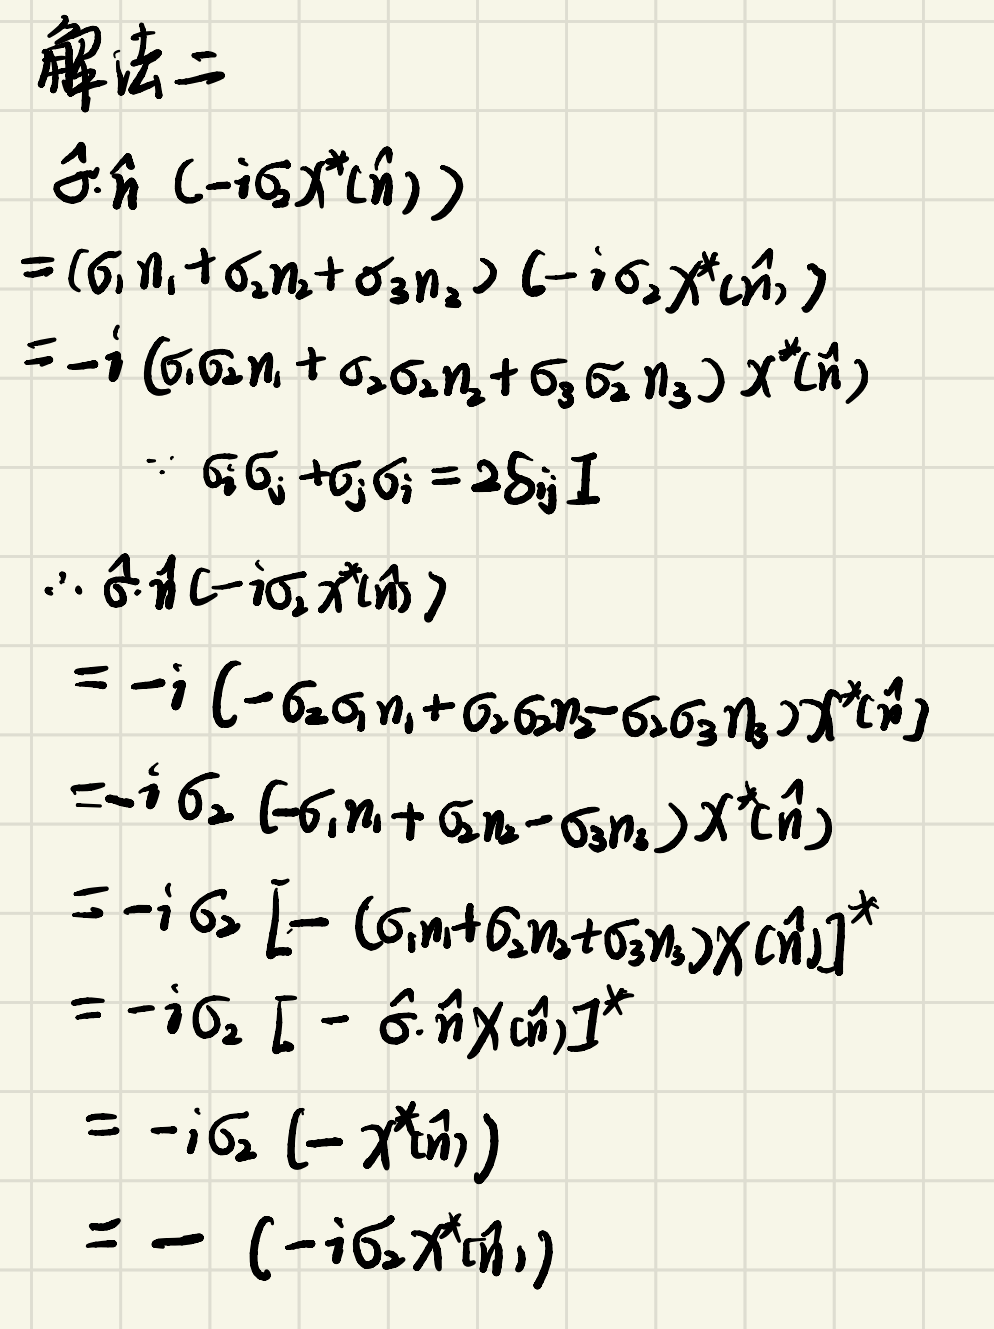 解法二
σ̂·n̂ (-iσ₂χ*(n̂))
= (σ₁n₁+σ₂n₂+σ₃n₂) (-iσ₂χ*(n̂))
= -i (σ₁σ₂n₁ + σ₂σ₂n₂ + σ₃σ₂n₃) χ*(n̂)
∵ σᵢσⱼ + σⱼσᵢ = 2δᵢⱼI
∴ σ̂·n̂ (-iσ₂χ*(n̂))
= -i (-σ₂σ₁n₁ + σ₂σ₂n₂ - σ₂σ₃n₃) χ*(n̂)
= -iσ₂ (-σ₁n₁ + σ₂n₂ - σ₃n₃) χ*(n̂)
= -iσ₂ [- (σ₁n₁+σ₂n₂+σ₃n₃)χ(n̂)]*
= -iσ₂ [- σ̂·n̂χ(n̂)]*
= -iσ₂ (-χ*(n̂))
= - (-iσ₂χ*(n̂))